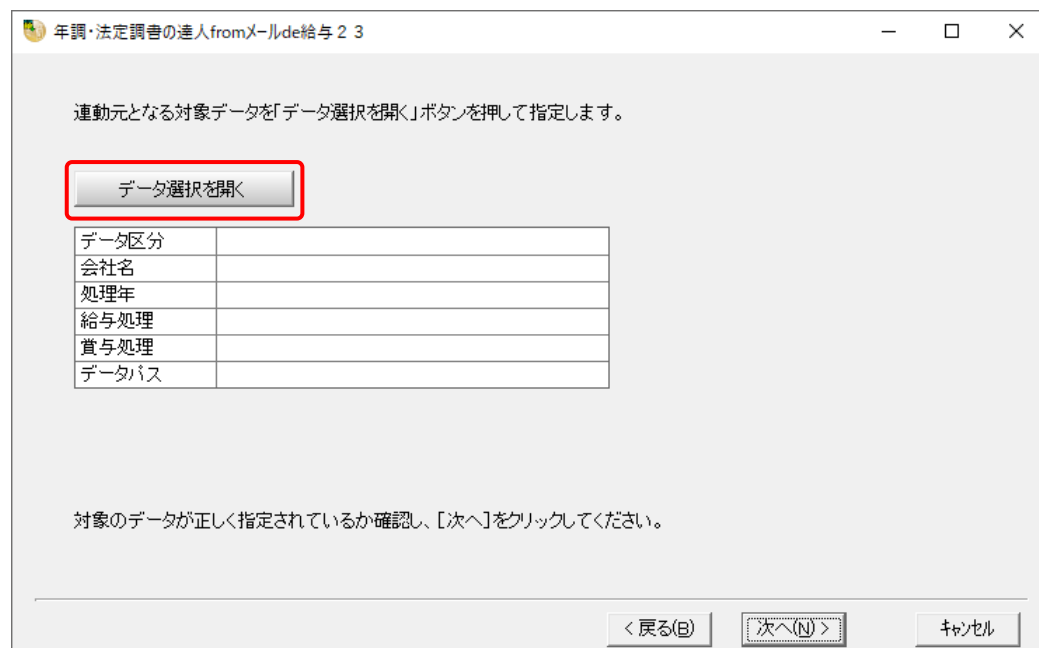 年調・法定調書の達人fromメールde給与２３
連動元となる対象データを「データ選択を開く」ボタンを押して指定します。
データ選択を開く
データ区分
会社名
処理年
給与処理
賞与処理
データパス
対象のデータが正しく指定されているか確認し、[次へ]をクリックしてください。
< 戻る(B)
次へ(N) >
キャンセル